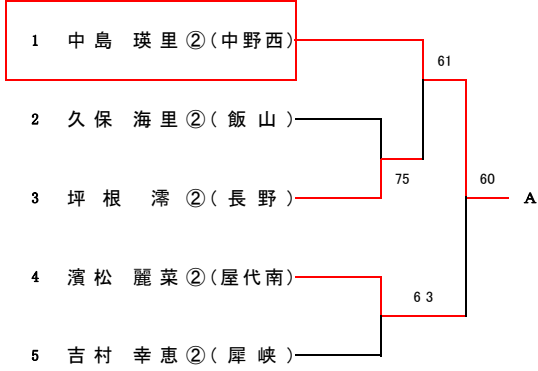 1 中島 瑛里②(中野西)
61
2 久保 海里②(飯山)
3 坪根 澪②(長野)
75
60
A
4 濱松 麗菜②(屋代南)
63
5 吉村 幸恵②(犀峡)